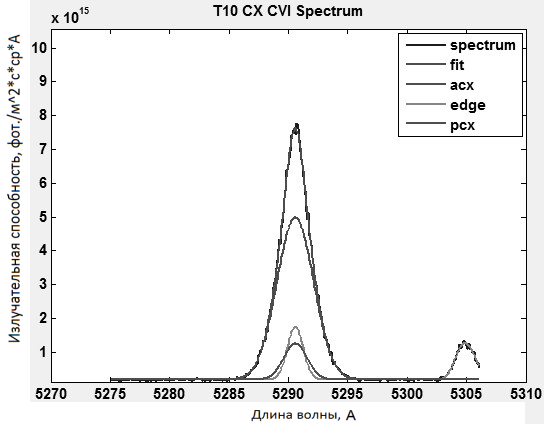 T10 CX CVI Spectrum
x 10^15
Излучательная способность, фот./м^2*с*ср*А
10
9
8
7
6
5
4
3
2
1
spectrum
fit
acx
edge
pcx
5270 5275 5280 5285 5290 5295 5300 5305 5310
Длина волны, А